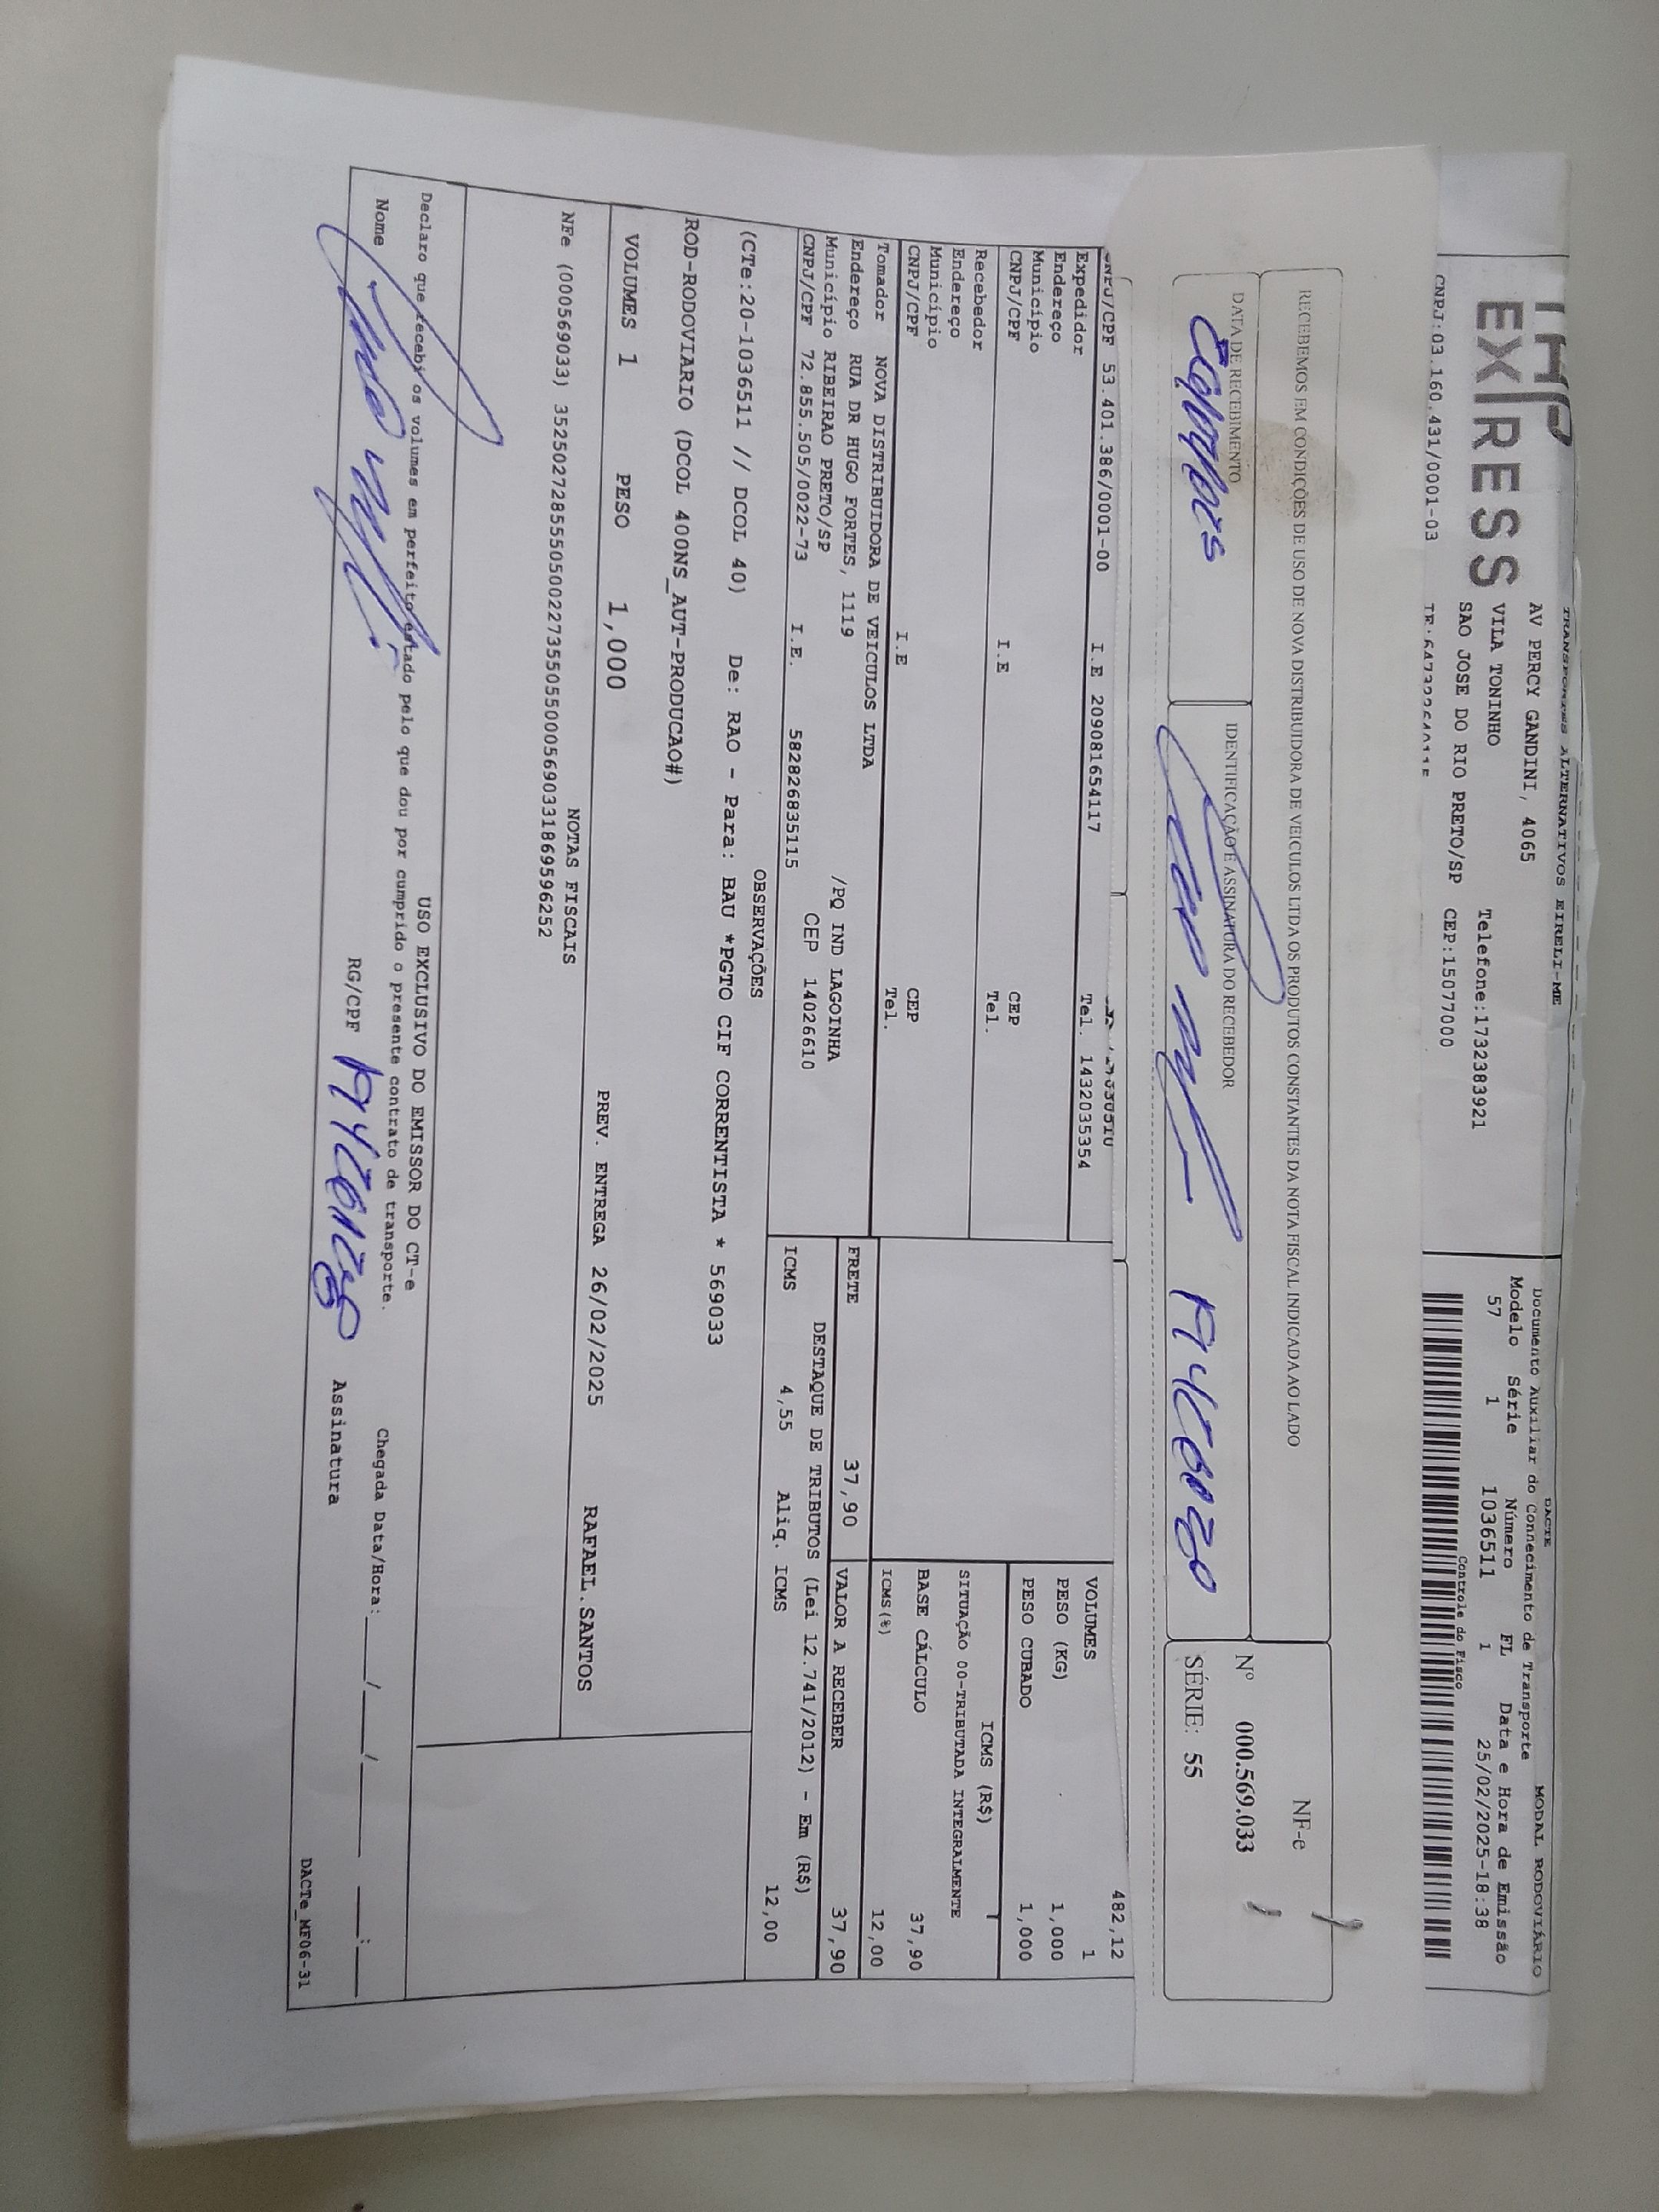 TRANSPORTES ALTERNATIVOS EIRELI-ME
EXPRESS
AV PERCY GANDINI, 4065
VILA TONINHO Telefone:1732383921
SAO JOSE DO RIO PRETO/SP CEP:15077000
CNPJ:03.160.431/0001-03
DACTE MODAL RODOVIÁRIO
Documento Auxiliar do Conhecimento de Transporte
Modelo Série Número FL Data e Hora de Emissão
57 1 1036511 1 25/02/2025-18:38
Controle do Fisco
RECEBEMOS EM CONDIÇÕES DE USO DE NOVA DISTRIBUIDORA DE VEICULOS LTDA OS PRODUTOS CONSTANTES DA NOTA FISCAL INDICADA AO LADO
NF-e
DATA DE RECEBIMENTO IDENTIFICAÇÃO E ASSINATURA DO RECEBEDOR
Nº 000.569.033
SÉRIE: 55
482,12
CNPJ/CPF 53.401.386/0001-00 I.E 209081654117
Expedidor Tel. 1432035354
Endereço
Município CEP
CNPJ/CPF I.E Tel.
Recebedor
Endereço
Município CEP
CNPJ/CPF I.E Tel.
VOLUMES 1
PESO (KG) 1,000
PESO CUBADO 1,000
ICMS (R$)
SITUAÇÃO 00-TRIBUTADA INTEGRALMENTE
BASE CÁLCULO 37,90
ICMS(%) 12,00
Tomador NOVA DISTRIBUIDORA DE VEICULOS LTDA
Endereço RUA DR HUGO FORTES, 1119 /PQ IND LAGOINHA
Município RIBEIRAO PRETO/SP CEP 14026610
CNPJ/CPF 72.855.505/0022-73 I.E. 582826835115
FRETE 37,90 VALOR A RECEBER 37,90
DESTAQUE DE TRIBUTOS (Lei 12.741/2012) - Em (R$)
ICMS 4,55 Aliq. ICMS 12,00
OBSERVAÇÕES
(CTe:20-1036511 // DCOL 40) De: RAO - Para: BAU *PGTO CIF CORRENTISTA * 569033
ROD-RODOVIARIO (DCOL 400NS_AUT-PRODUCAO#)
VOLUMES 1 PESO 1,000 PREV. ENTREGA 26/02/2025 RAFAEL.SANTOS
NOTAS FISCAIS
NFe (000569033) 35250272855505002273550550005690331869596252
USO EXCLUSIVO DO EMISSOR DO CT-e
Declaro que recebi os volumes em perfeito estado pelo que dou por cumprido o presente contrato de transporte.
Chegada Data/Hora:___/___/_____ __:__
Nome RG/CPF Assinatura
DACTe_MF06-31